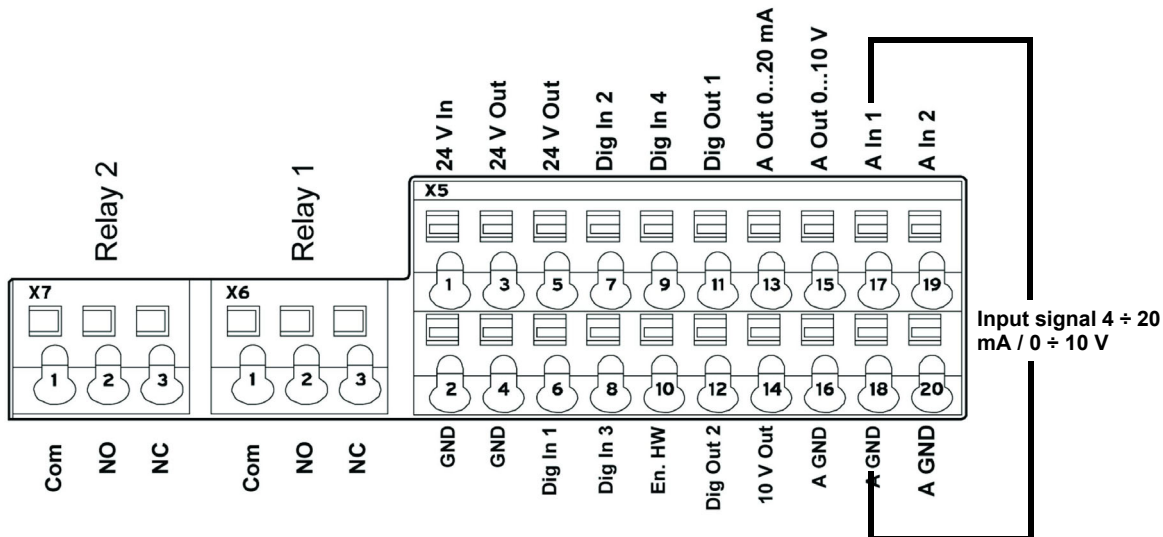 24 V In
24 V Out
24 V Out
Dig In 2
Dig In 4
Dig Out 1
A Out 0...20 mA
A Out 0...10 V
A In 1
A In 2
Relay 2
Relay 1
X5
1
3
5
7
9
11
13
15
17
19
X7
X6
Input signal 4 ÷ 20
mA / 0 ÷ 10 V
1
2
3
1
2
3
2
4
6
8
10
12
14
16
18
20
Com
NO
NC
Com
NO
NC
GND
GND
Dig In 1
Dig In 3
En. HW
Dig Out 2
10 V Out
A GND
A GND
A GND